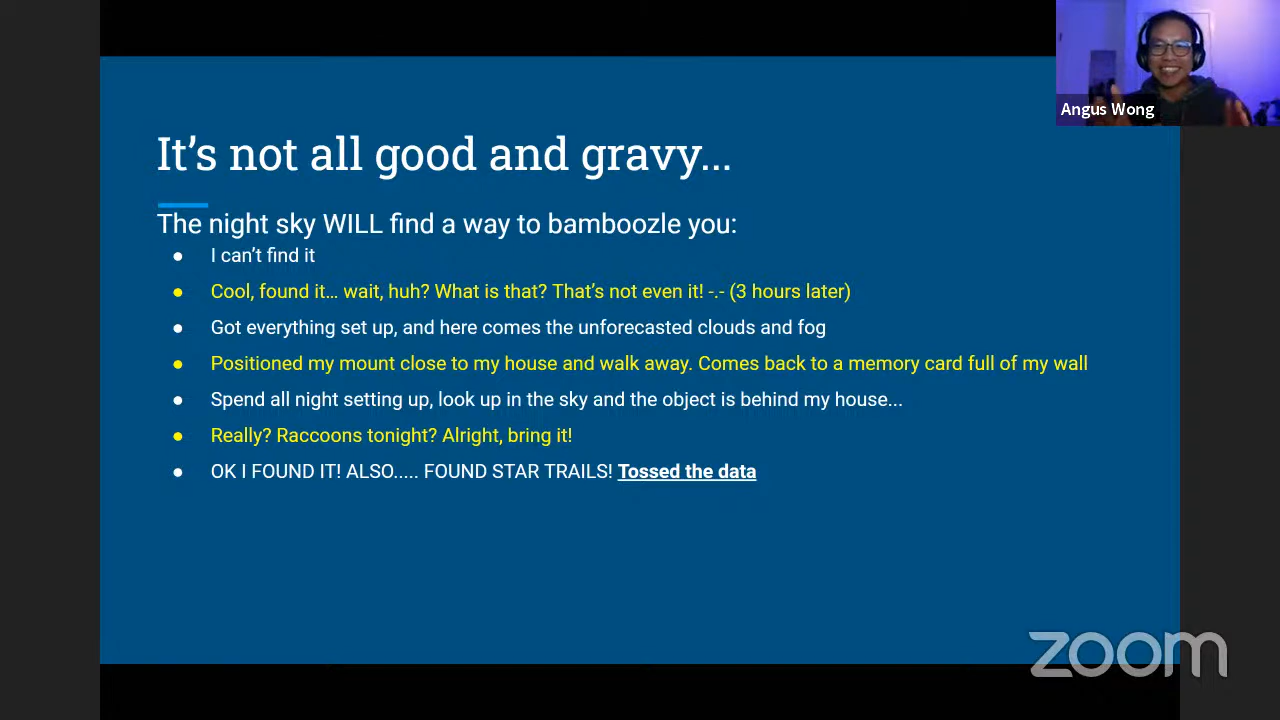 Angus Wong
It’s not all good and gravy...
The night sky WILL find a way to bamboozle you:
● I can’t find it
● Cool, found it… wait, huh? What is that? That’s not even it! -.- (3 hours later)
● Got everything set up, and here comes the unforecasted clouds and fog
● Positioned my mount close to my house and walk away. Comes back to a memory card full of my wall
● Spend all night setting up, look up in the sky and the object is behind my house...
● Really? Raccoons tonight? Alright, bring it!
● OK I FOUND IT! ALSO..... FOUND STAR TRAILS! Tossed the data
zoom